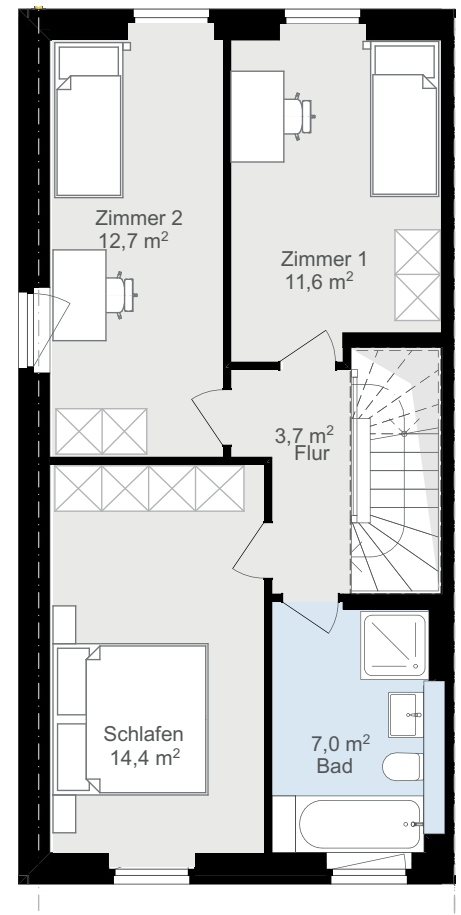 Zimmer 2
12,7 m²
Zimmer 1
11,6 m²
3,7 m²
Flur
Schlafen
14,4 m²
7,0 m²
Bad